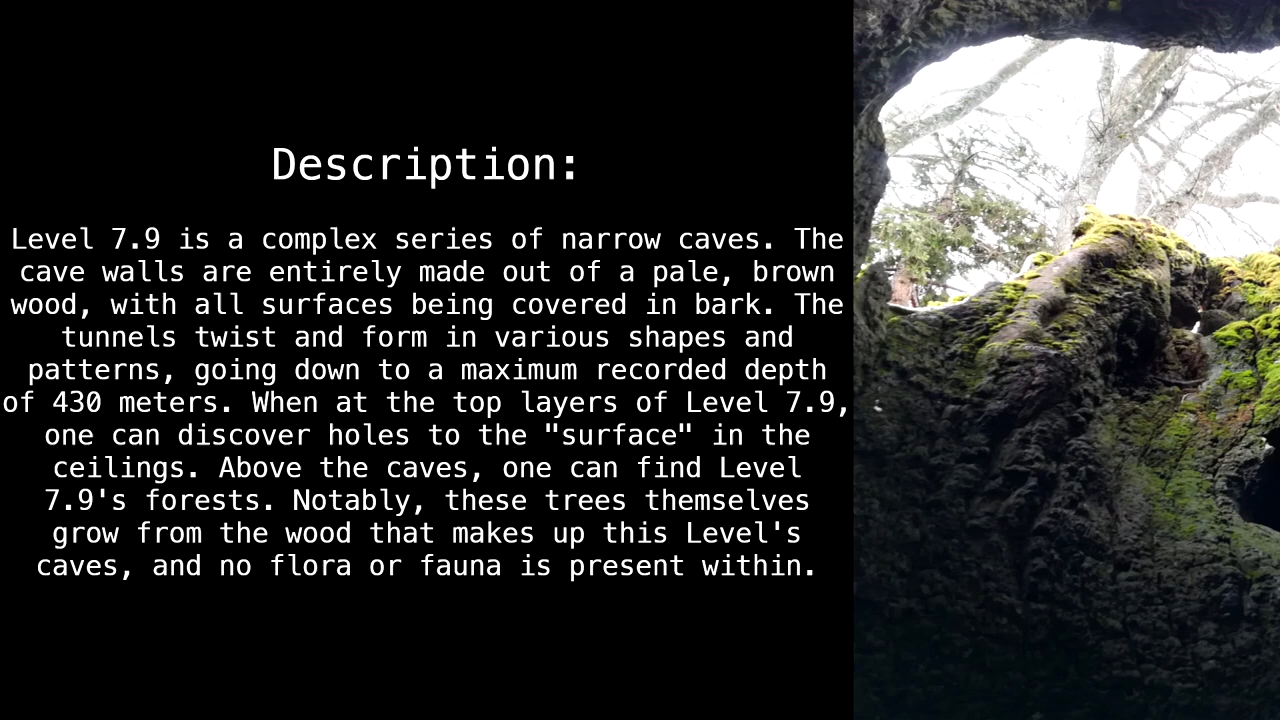 Description:
Level 7.9 is a complex series of narrow caves. The
cave walls are entirely made out of a pale, brown
wood, with all surfaces being covered in bark. The
tunnels twist and form in various shapes and
patterns, going down to a maximum recorded depth
of 430 meters. When at the top layers of Level 7.9,
one can discover holes to the "surface" in the
ceilings. Above the caves, one can find Level
7.9's forests. Notably, these trees themselves
grow from the wood that makes up this Level's
caves, and no flora or fauna is present within.